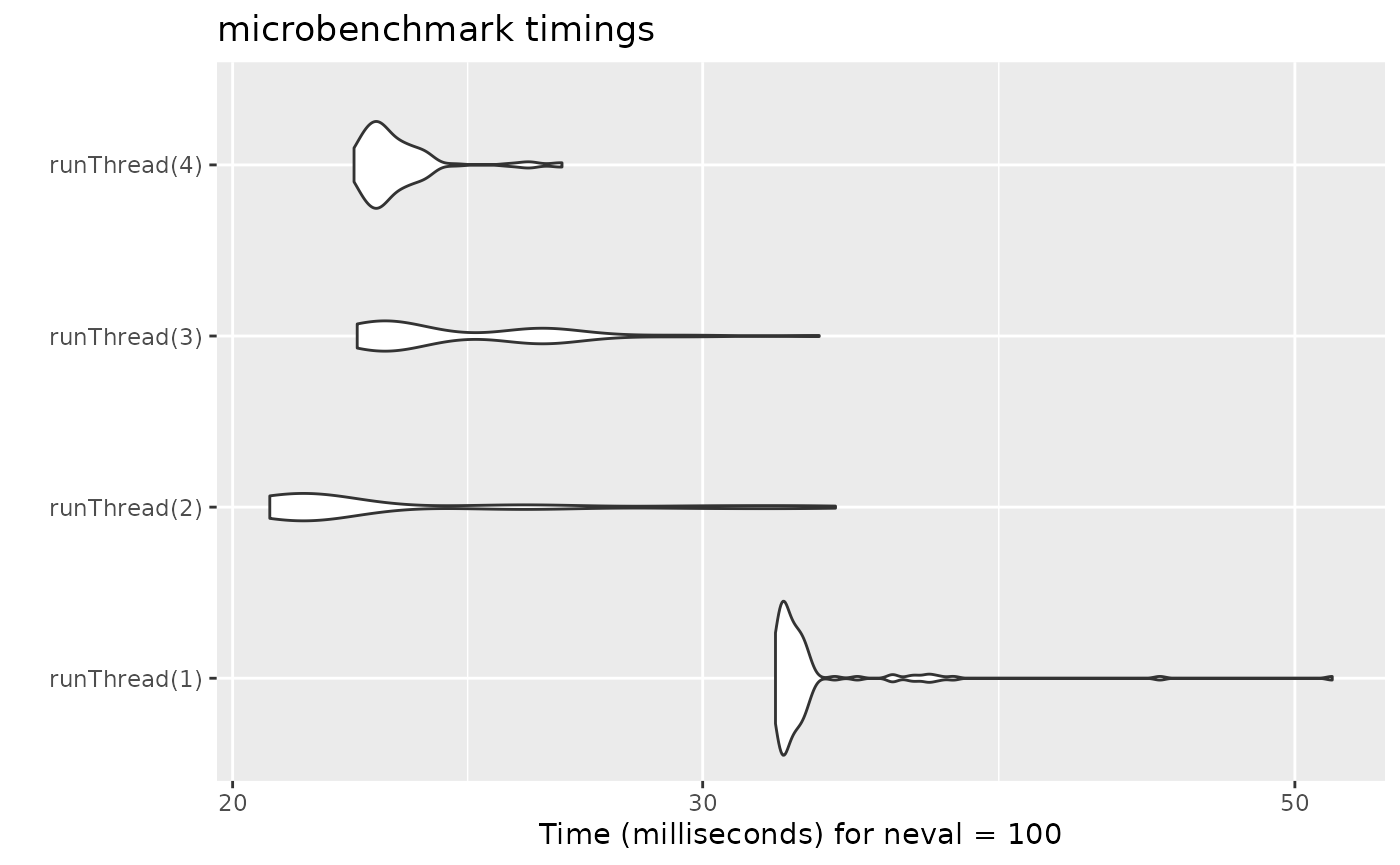 microbenchmark timings
runThread(4)
runThread(3)
runThread(2)
runThread(1)
20 30 50
Time (milliseconds) for neval = 100